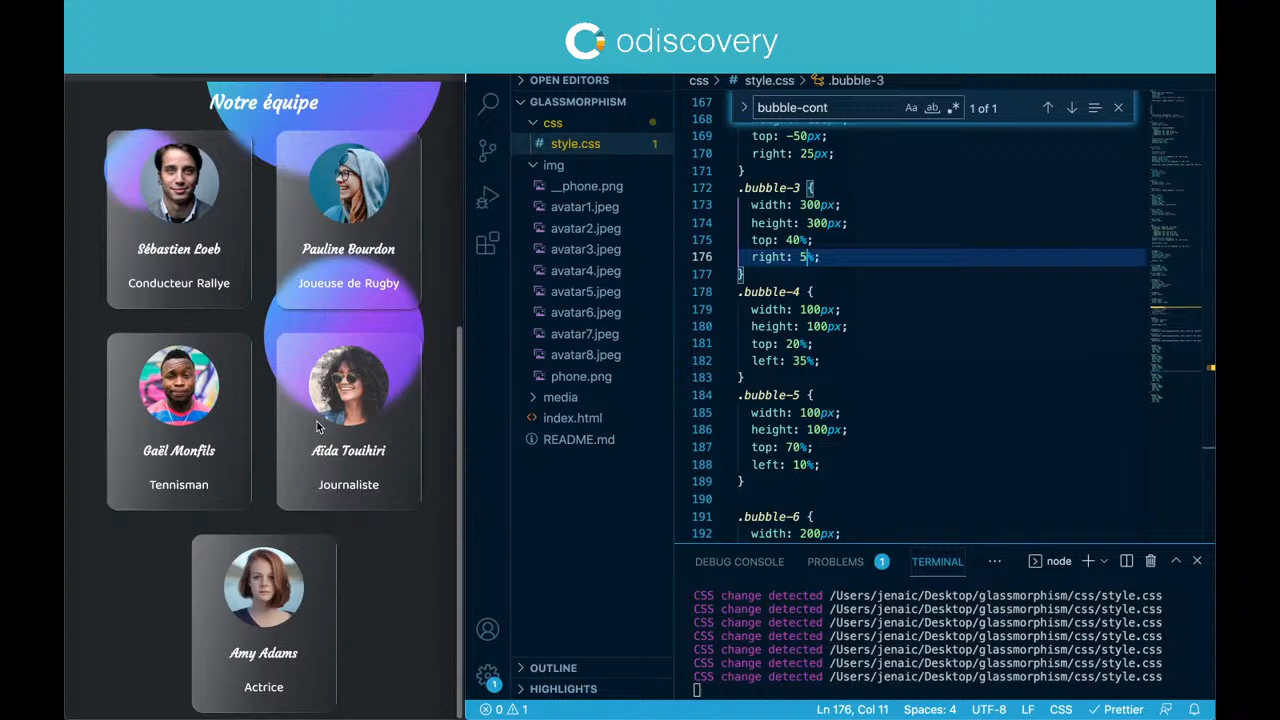 odiscovery
Notre équipe
Sébastien Loeb
Conducteur Rallye
Pauline Bourdon
Joueuse de Rugby
Gaël Monfils
Tennisman
Aïda Touihiri
Journaliste
Amy Adams
Actrice
OPEN EDITORS
GLASSMORPHISM
css
# style.css 1
img
__phone.png
avatar1.jpeg
avatar2.jpeg
avatar3.jpeg
avatar4.jpeg
avatar5.jpeg
avatar6.jpeg
avatar7.jpeg
avatar8.jpeg
phone.png
media
<> index.html
README.md
OUTLINE
HIGHLIGHTS
1
css > # style.css > .bubble-3
bubble-cont Aa ab .* 1 of 1
167
168
169 top: -50px;
170 right: 25px;
171 }
172 .bubble-3 {
173 width: 300px;
174 height: 300px;
175 top: 40%;
176 right: 5%;
177 }
178 .bubble-4 {
179 width: 100px;
180 height: 100px;
181 top: 20%;
182 left: 35%;
183 }
184 .bubble-5 {
185 width: 100px;
186 height: 100px;
187 top: 70%;
188 left: 10%;
189 }
190
191 .bubble-6 {
192 width: 200px;
DEBUG CONSOLE PROBLEMS 1 TERMINAL ... node
CSS change detected /Users/jenaic/Desktop/glassmorphism/css/style.css
CSS change detected /Users/jenaic/Desktop/glassmorphism/css/style.css
CSS change detected /Users/jenaic/Desktop/glassmorphism/css/style.css
CSS change detected /Users/jenaic/Desktop/glassmorphism/css/style.css
CSS change detected /Users/jenaic/Desktop/glassmorphism/css/style.css
CSS change detected /Users/jenaic/Desktop/glassmorphism/css/style.css
CSS change detected /Users/jenaic/Desktop/glassmorphism/css/style.css
0 1 Ln 176, Col 11 Spaces: 4 UTF-8 LF CSS Prettier